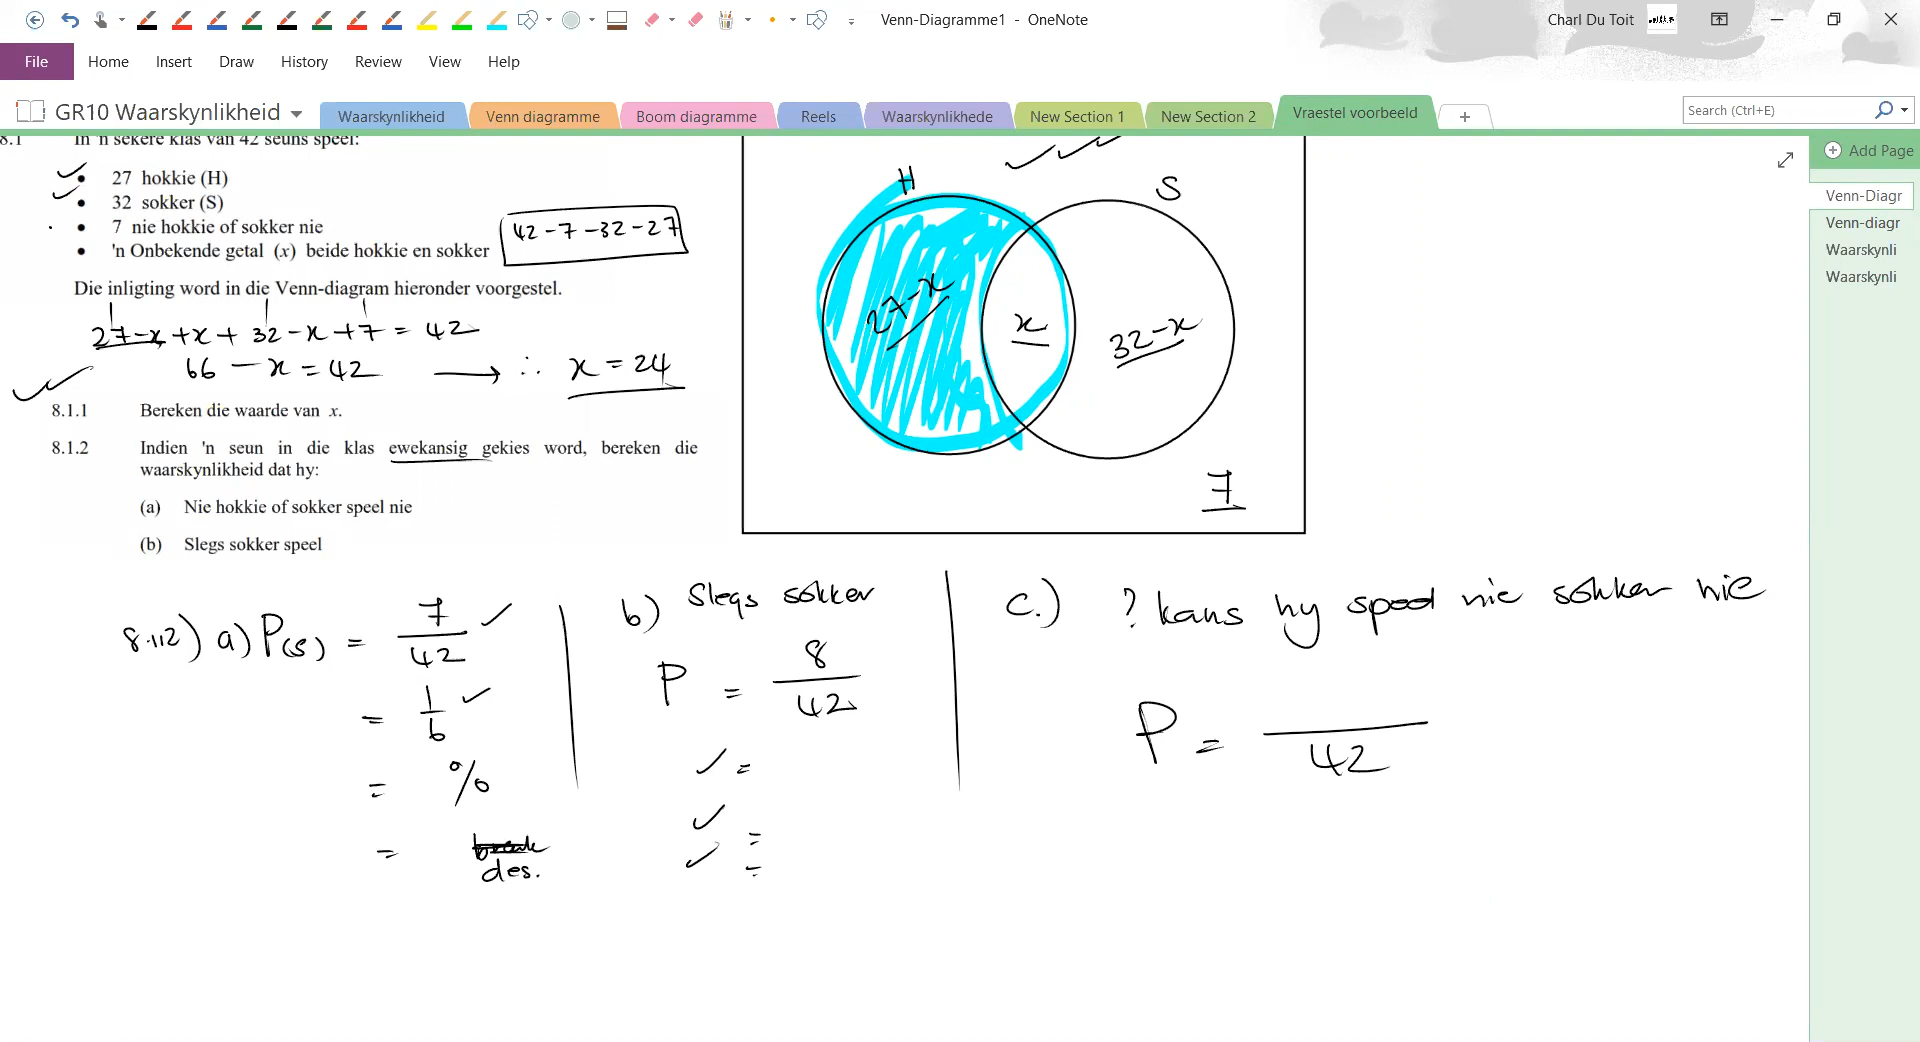 Venn-Diagramme1 - OneNote
Charl Du Toit
File Home Insert Draw History Review View Help
GR10 Waarskynlikheid
Waarskynlikheid Venn diagramme Boom diagramme Reels Waarskynlikhede New Section 1 New Section 2 Vraestel voorbeeld +
Search (Ctrl+E)
Add Page
Venn-Diagr
Venn-diagr
Waarskynli
Waarskynli
8.1 In 'n sekere klas van 42 seuns speel:
• 27 hokkie (H)
• 32 sokker (S)
• 7 nie hokkie of sokker nie
• 'n Onbekende getal (x) beide hokkie en sokker
42-7-32-27
Die inligting word in die Venn-diagram hieronder voorgestel.
27-x+x+32-x+7=42
66-x=42 → ∴ x=24
8.1.1 Bereken die waarde van x.
8.1.2 Indien 'n seun in die klas ewekansig gekies word, bereken die
waarskynlikheid dat hy:
(a) Nie hokkie of sokker speel nie
(b) Slegs sokker speel
H S
27-x x 32-x
7
8.1.2) a) P(S) = 7/42
= 1/6
= %
=
des.
b) Slegs sokker
P = 8/42
=
=
=
c.) ? kans hy speel nie sokker nie
P = /42